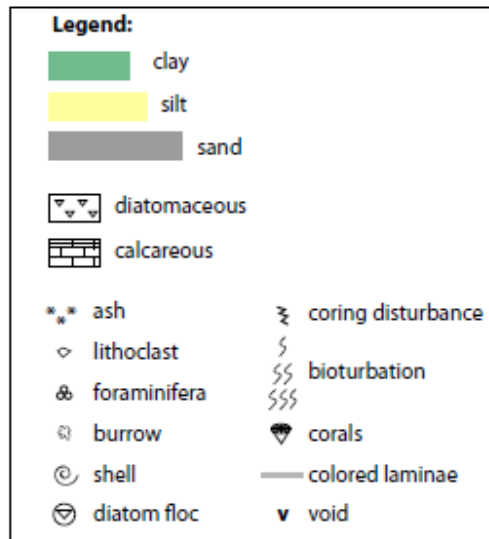 Legend:
clay
silt
sand
diatomaceous
calcareous
ash
coring disturbance
lithoclast
bioturbation
foraminifera
burrow
corals
shell
colored laminae
diatom floc
v void